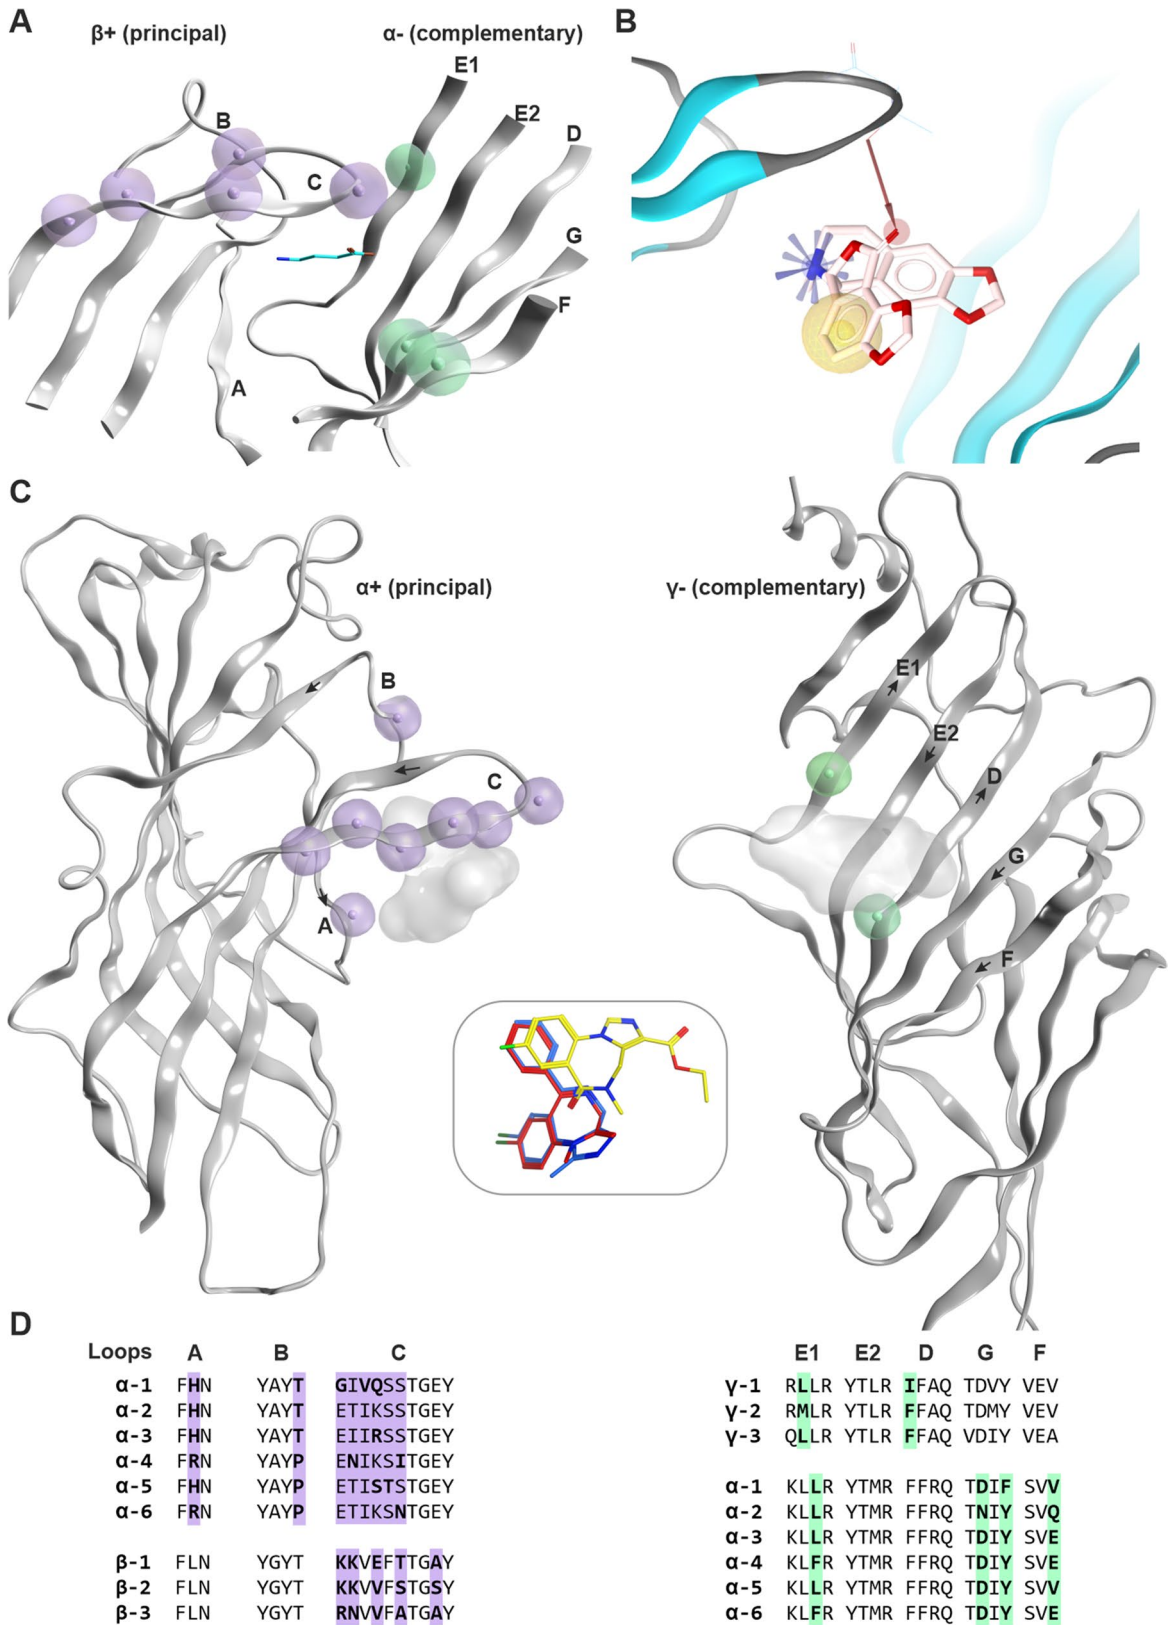 A
β+ (principal)
α- (complementary)
B
E1
E2
D
B
C
G
F
A
C
α+ (principal)
γ- (complementary)
B
E1
E2
C
D
G
A
F
D
Loops A B C
E1 E2 D G F
α-1 FHN YAYT GIVQSSTGEY
γ-1 RLLR YTLR IFAQ TDVY VEV
α-2 FHN YAYT ETIKSSTGEY
γ-2 RMLR YTLR FFAQ TDMY VEV
α-3 FHN YAYT EIIRSSTGEY
γ-3 QLLR YTLR FFAQ VDIY VEA
α-4 FRN YAYP ENIKSITGEY
α-5 FHN YAYP ETISTSTGEY
α-1 KLLR YTMR FFRQ TDIF SVV
α-6 FRN YAYP ETIKSNTGEY
α-2 KLLR YTMR FFRQ TNIY SVQ
α-3 KLLR YTMR FFRQ TDIY SVE
β-1 FLN YGYT KKVEFTTGAY
α-4 KLFR YTMR FFRQ TDIY SVE
β-2 FLN YGYT KKVVFSTGSY
α-5 KLLR YTMR FFRQ TDIY SVV
β-3 FLN YGYT RNVVFATGAY
α-6 KLFR YTMR FFRQ TDIY SVE